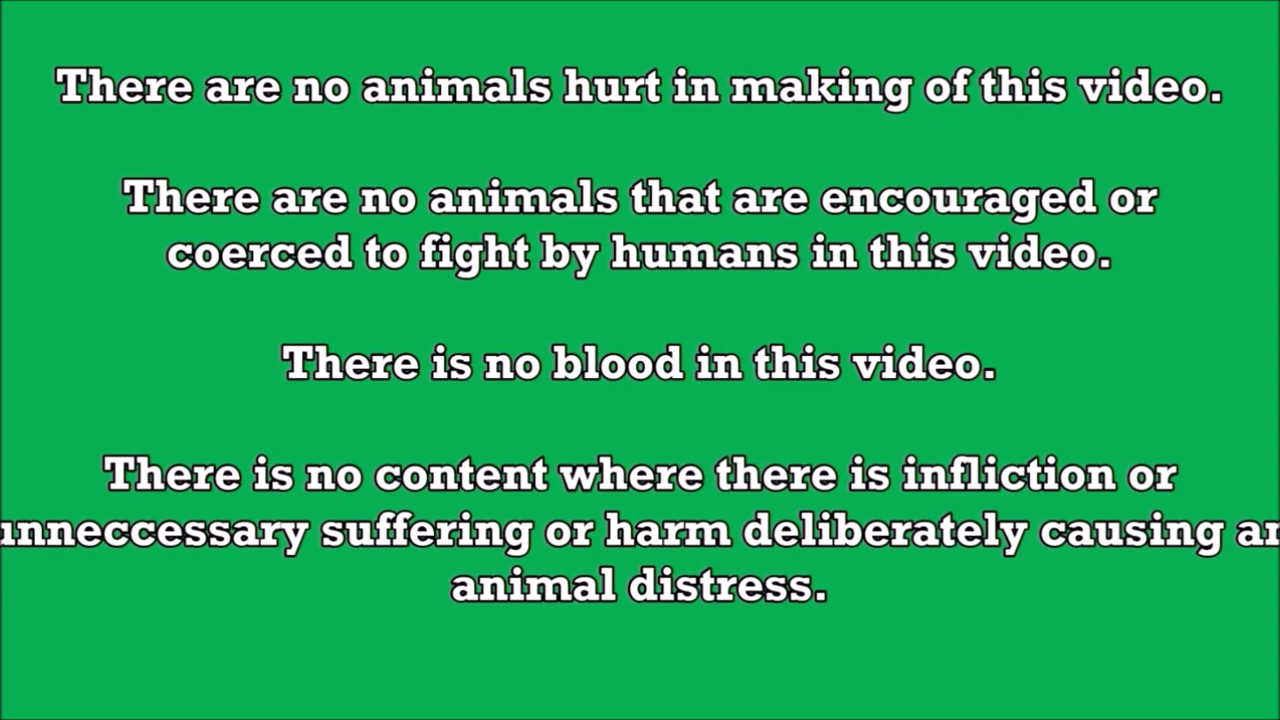 There are no animals hurt in making of this video.
There are no animals that are encouraged or
coerced to fight by humans in this video.
There is no blood in this video.
There is no content where there is infliction or
unneccessary suffering or harm deliberately causing an
animal distress.